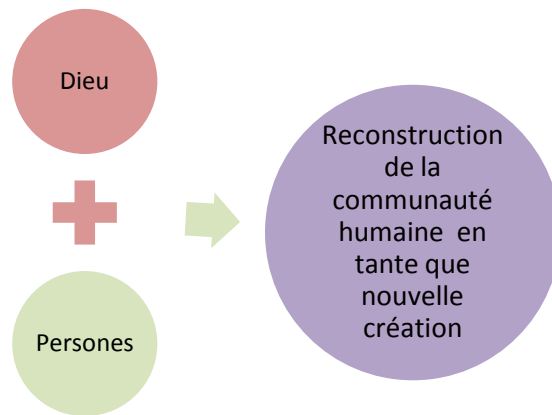 Dieu
Persones
Reconstruction
de la
communauté
humaine en
tante que
nouvelle
création